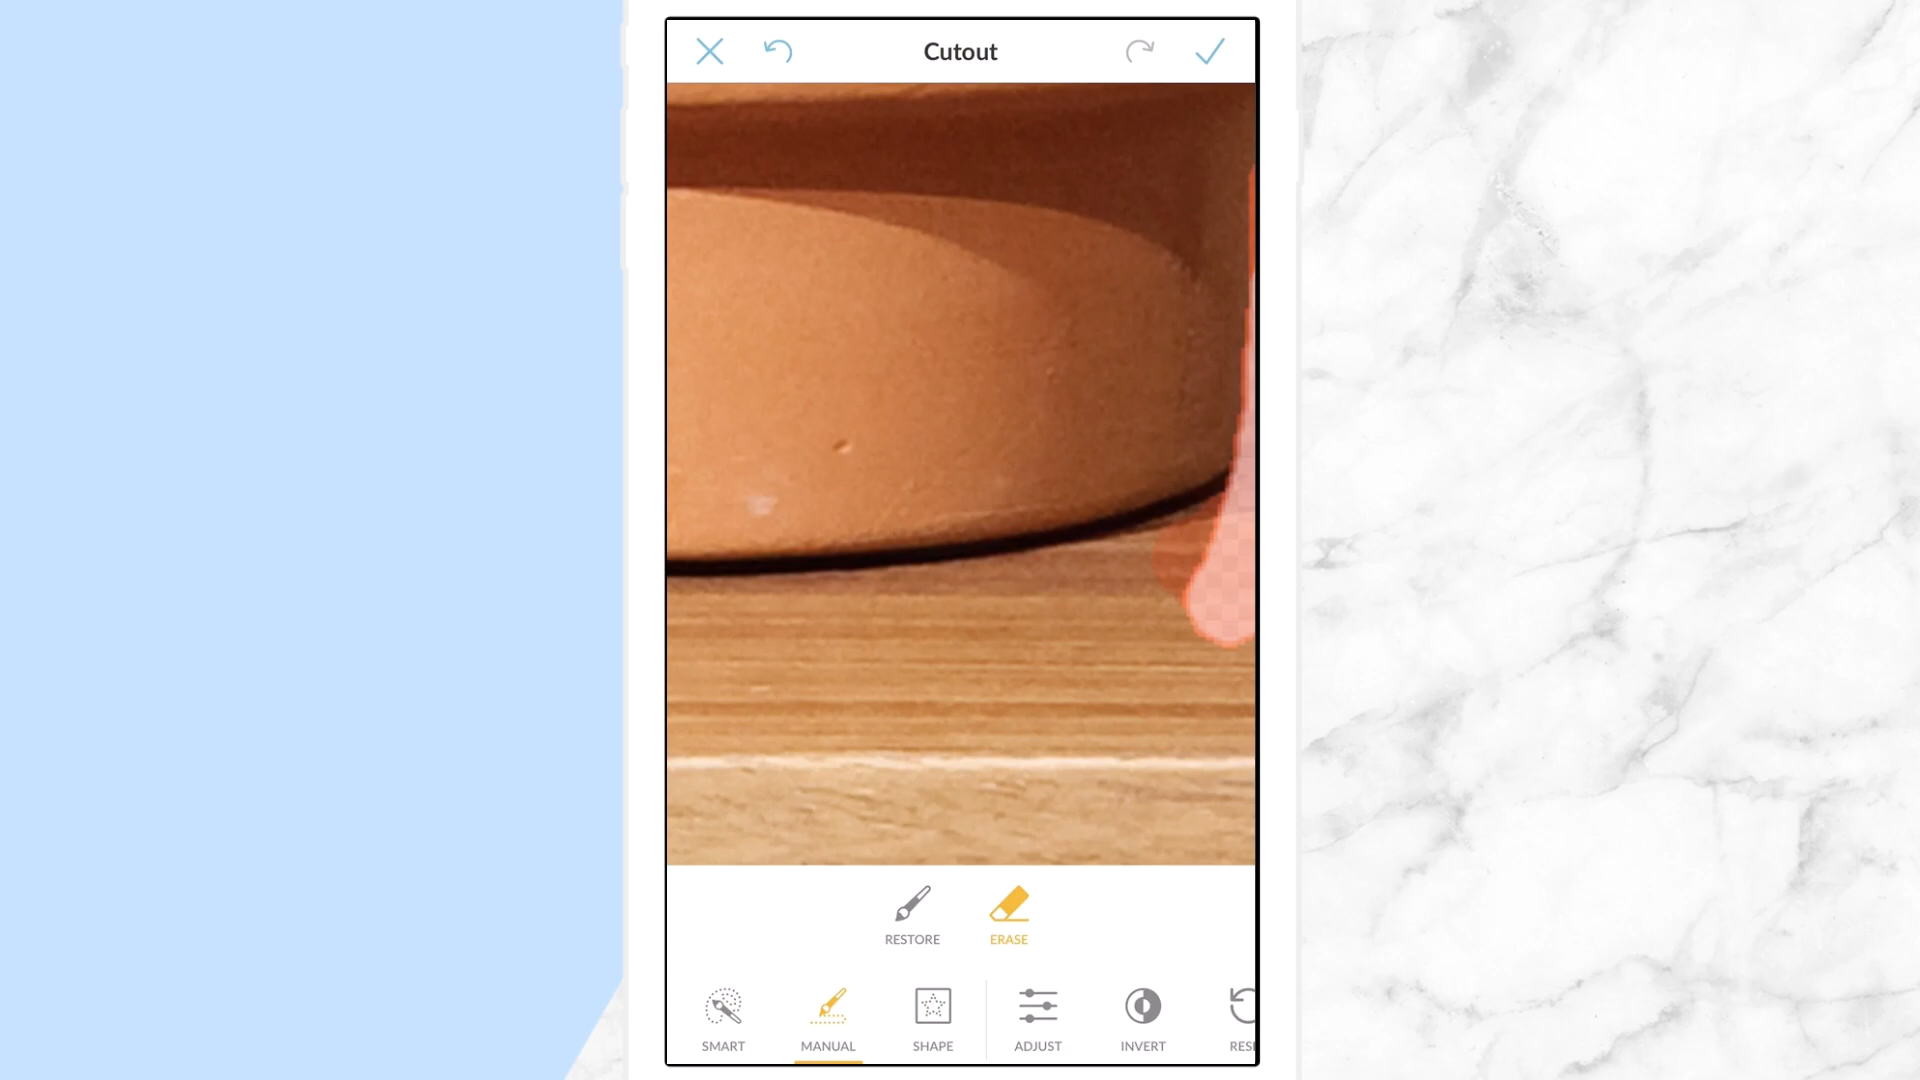 Cutout
RESTORE
ERASE
SMART
MANUAL
SHAPE
ADJUST
INVERT